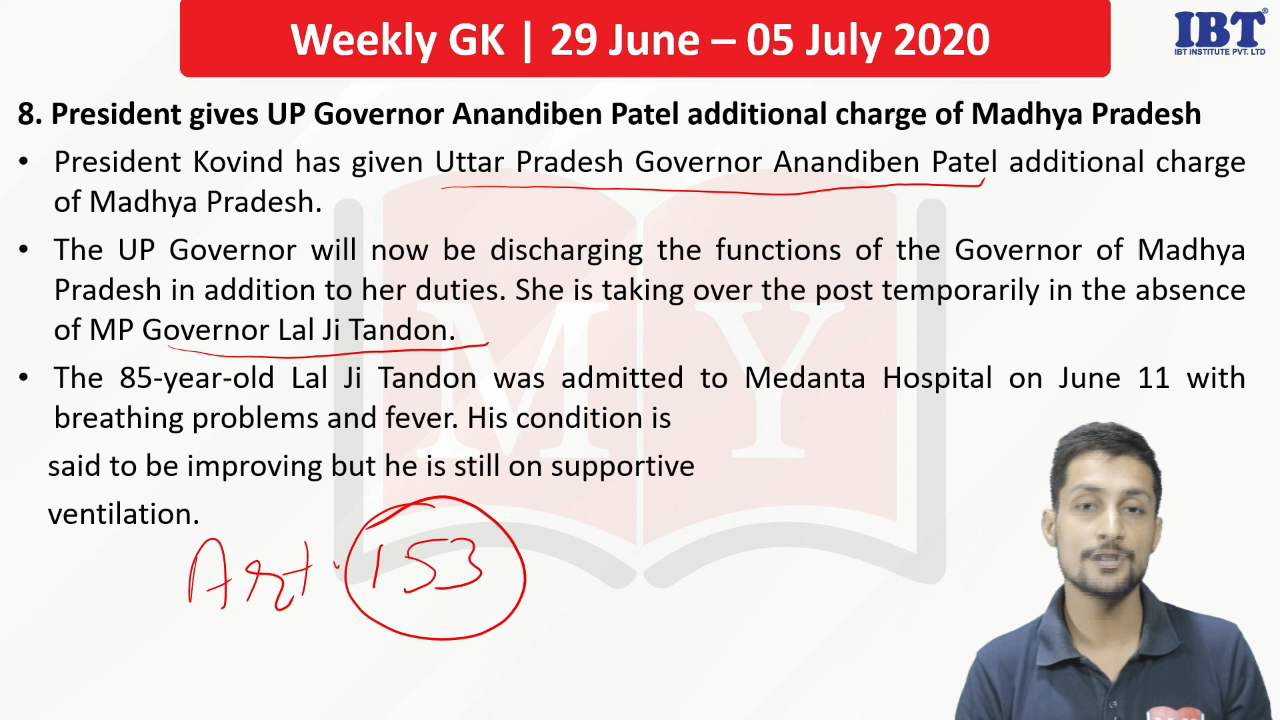 Weekly GK | 29 June – 05 July 2020
IBT®
IBT INSTITUTE PVT. LTD
8. President gives UP Governor Anandiben Patel additional charge of Madhya Pradesh
• President Kovind has given Uttar Pradesh Governor Anandiben Patel additional charge
of Madhya Pradesh.
• The UP Governor will now be discharging the functions of the Governor of Madhya
Pradesh in addition to her duties. She is taking over the post temporarily in the absence
of MP Governor Lal Ji Tandon.
• The 85-year-old Lal Ji Tandon was admitted to Medanta Hospital on June 11 with
breathing problems and fever. His condition is
said to be improving but he is still on supportive
ventilation.
Art. 153
M Y